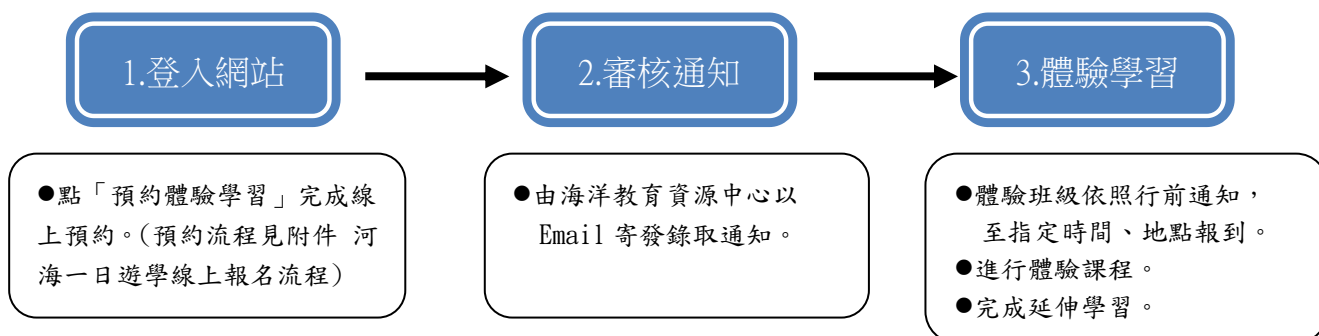 1.登入網站
2.審核通知
3.體驗學習
●點「預約體驗學習」完成線
上預約。(預約流程見附件 河
海一日遊學線上報名流程)
●由海洋教育資源中心以
Email 寄發錄取通知。
●體驗班級依照行前通知，
至指定時間、地點報到。
●進行體驗課程。
●完成延伸學習。